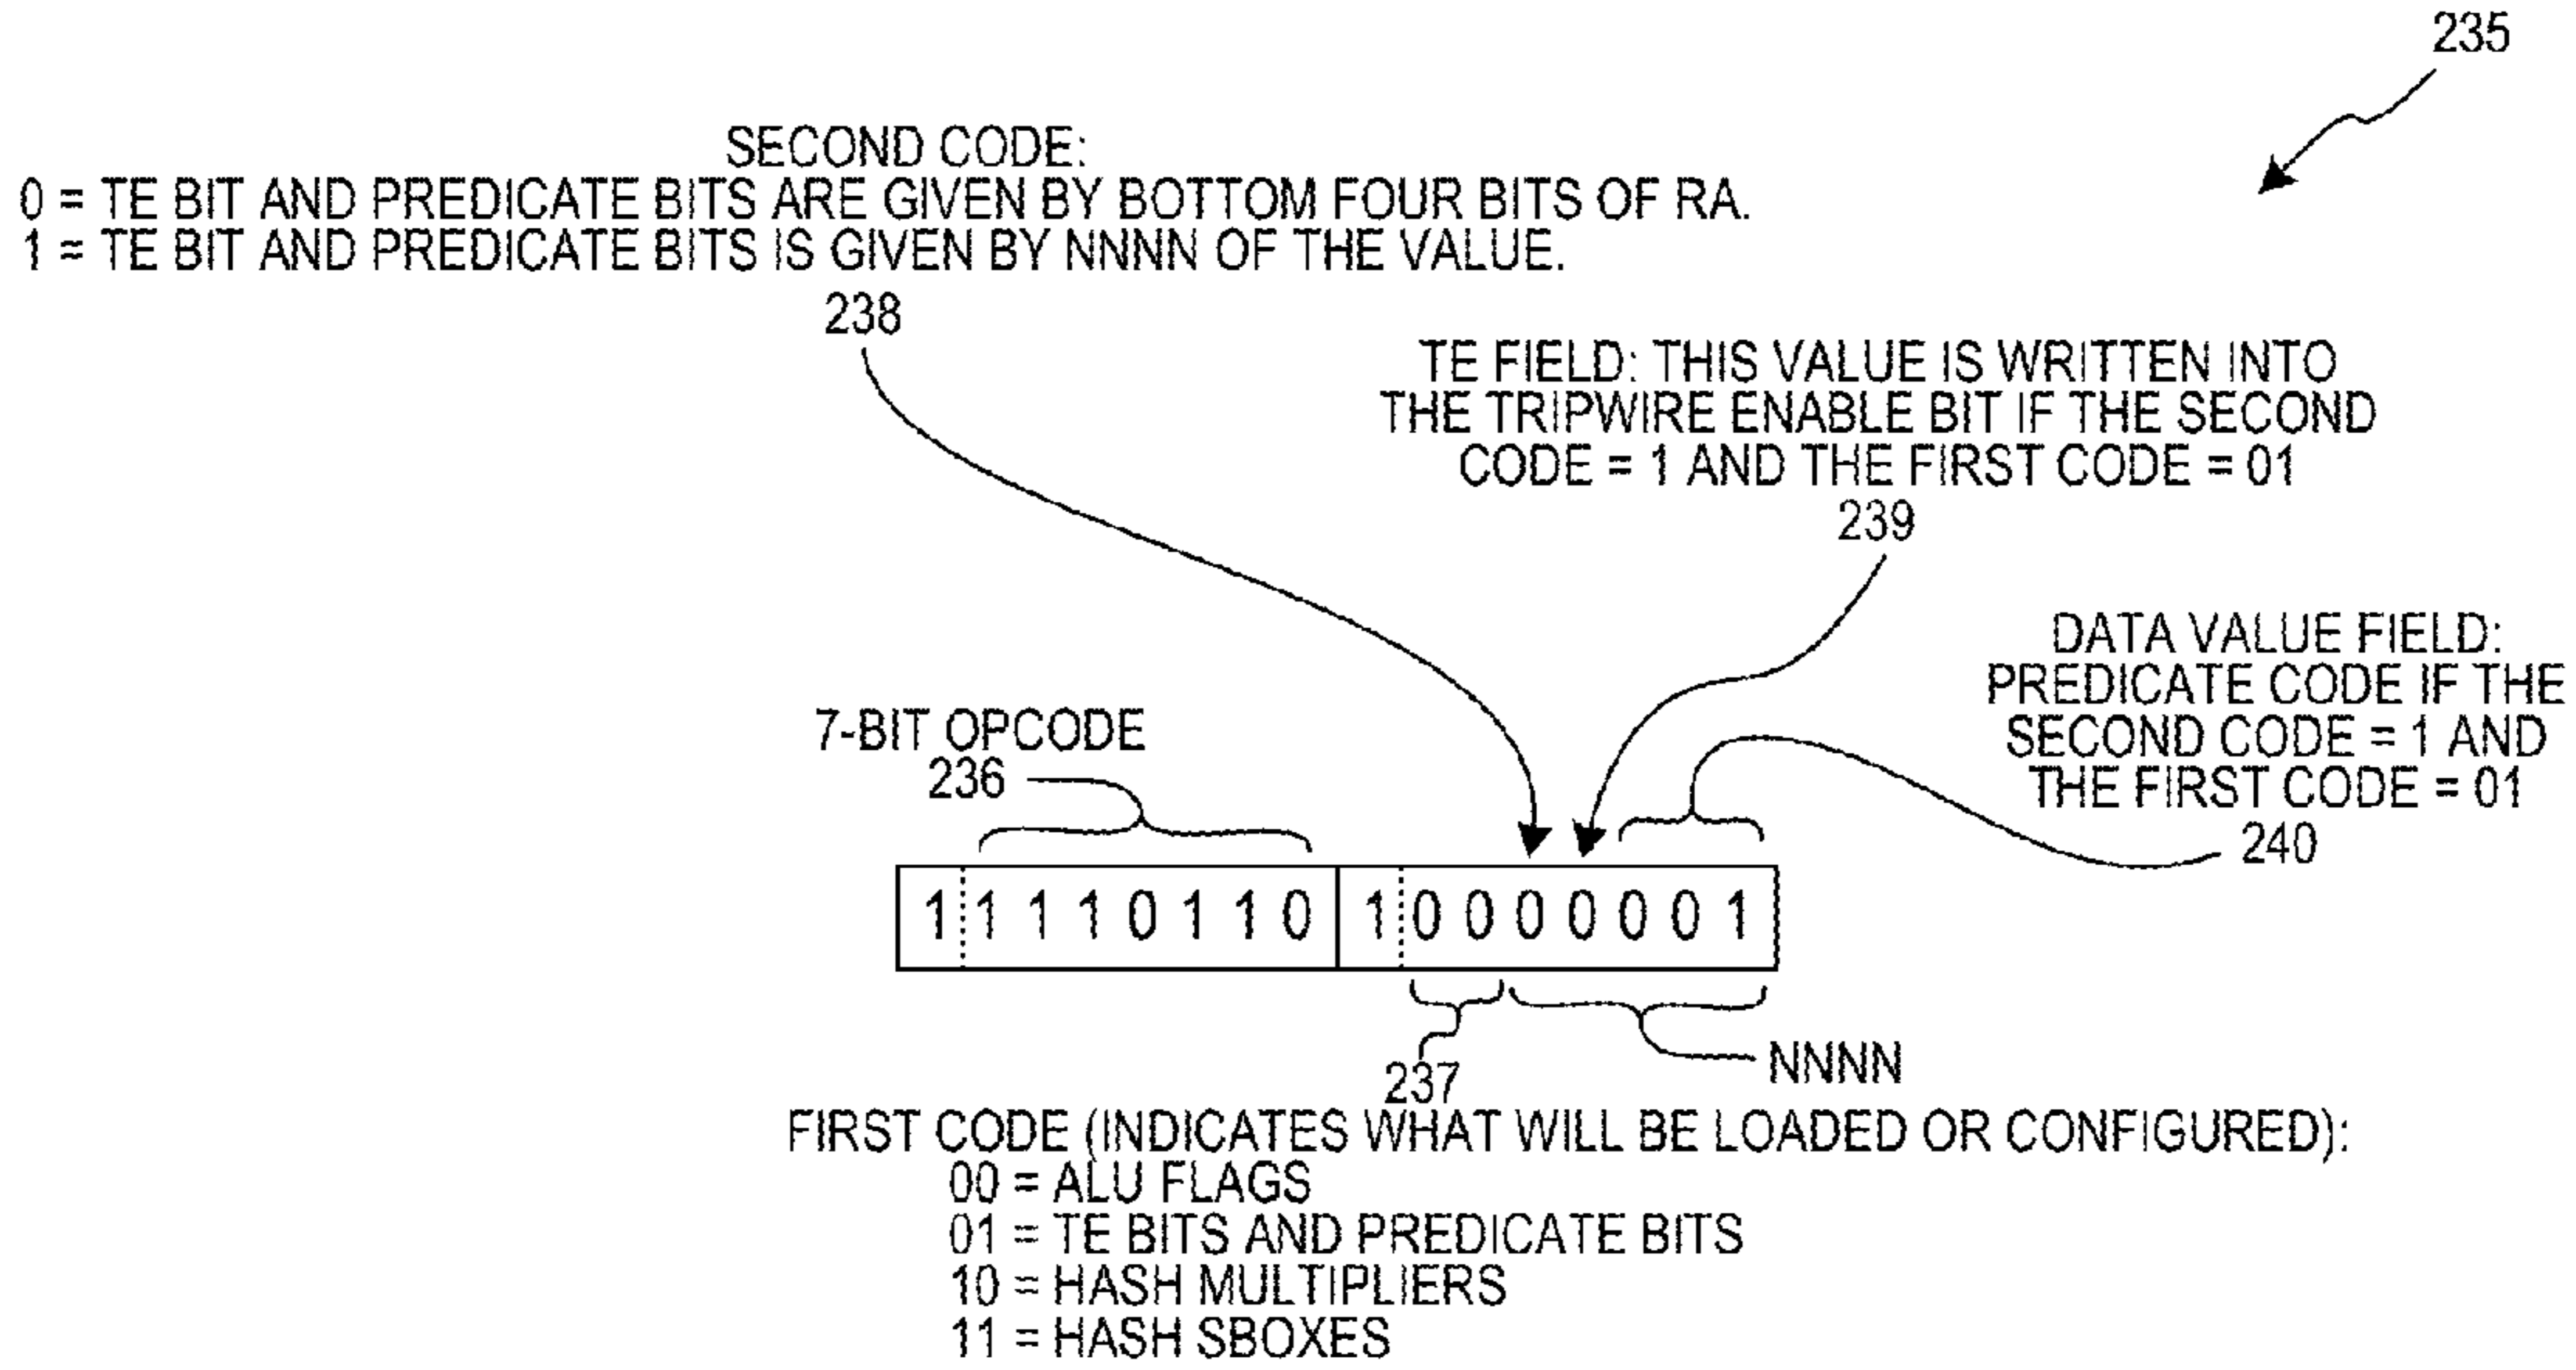 235
SECOND CODE:
0 = TE BIT AND PREDICATE BITS ARE GIVEN BY BOTTOM FOUR BITS OF RA.
1 = TE BIT AND PREDICATE BITS IS GIVEN BY NNNN OF THE VALUE.
238
TE FIELD: THIS VALUE IS WRITTEN INTO
THE TRIPWIRE ENABLE BIT IF THE SECOND
CODE = 1 AND THE FIRST CODE = 01
239
DATA VALUE FIELD:
PREDICATE CODE IF THE
SECOND CODE = 1 AND
THE FIRST CODE = 01
240
7-BIT OPCODE
236
1 1 1 1 0 1 1 0 1 0 0 0 0 0 0 1
237
NNNN
FIRST CODE (INDICATES WHAT WILL BE LOADED OR CONFIGURED):
00 = ALU FLAGS
01 = TE BITS AND PREDICATE BITS
10 = HASH MULTIPLIERS
11 = HASH SBOXES